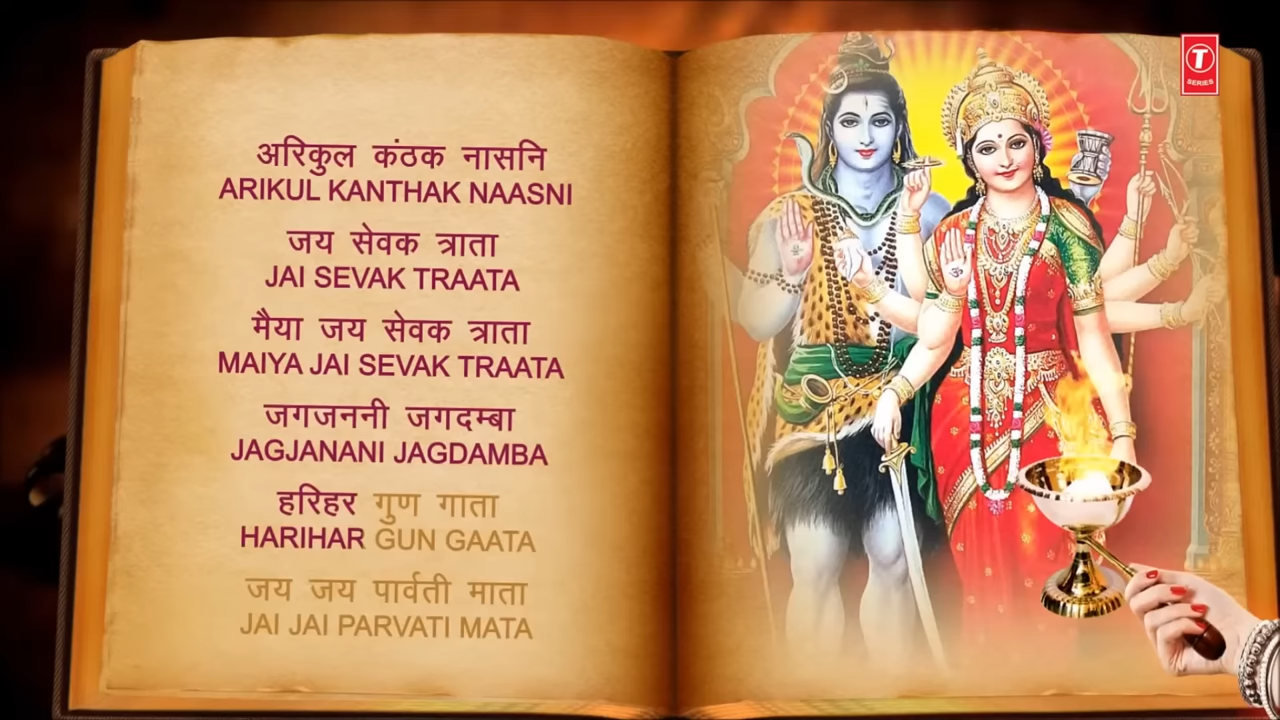 अरिकुल कंठक नासनि
ARIKUL KANTHAK NAASNI
जय सेवक त्राता
JAI SEVAK TRAATA
मैया जय सेवक त्राता
MAIYA JAI SEVAK TRAATA
जगजननी जगदम्बा
JAGJANANI JAGDAMBA
हरिहर गुण गाता
HARIHAR GUN GAATA
जय जय पार्वती माता
JAI JAI PARVATI MATA
T
SERIES